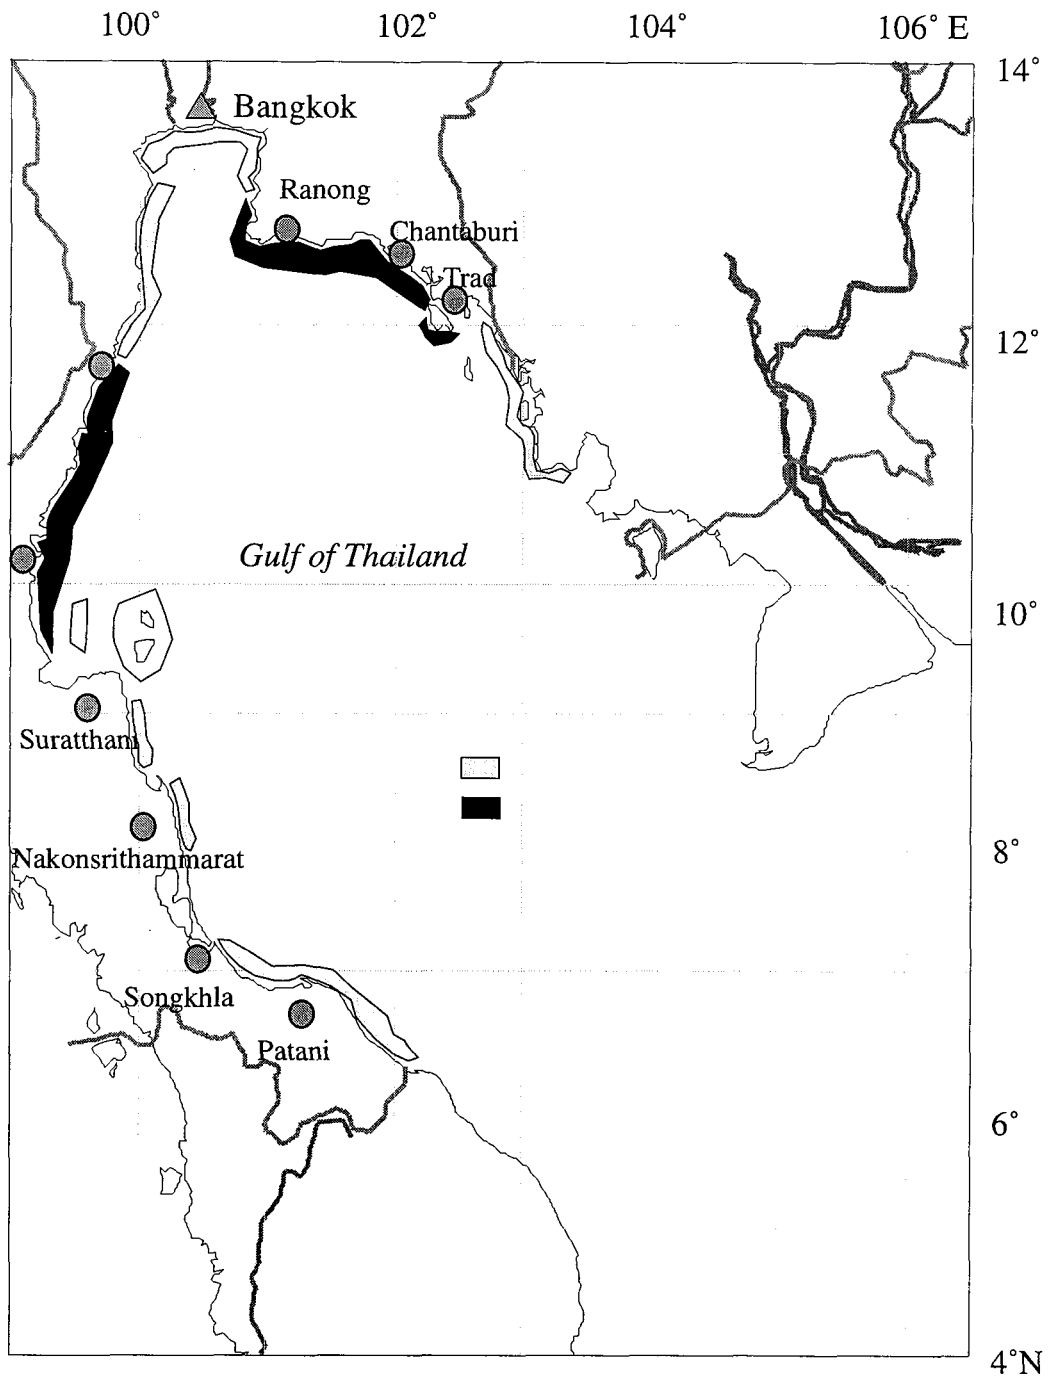 100˚ 102˚ 104˚ 106˚ E
14˚
Bangkok
Ranong
Chantaburi
Trad
12˚
Gulf of Thailand
10˚
Suratthani
8˚
Nakonsrithammarat
Songkhla
Patani
6˚
4˚N